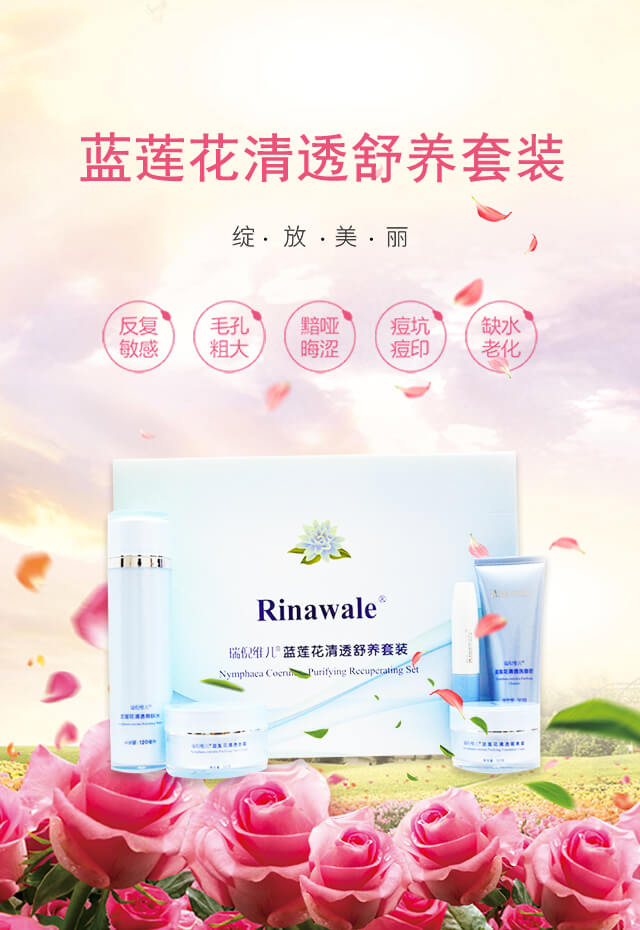 蓝莲花清透舒养套装
绽.放.美.丽
反复
敏感
毛孔
粗大
黯哑
晦涩
痘坑
痘印
缺水
老化
Rinawale®
瑞倪维儿® 蓝莲花清透舒养套装
Nymphaea Coerulea Purifying Recuperating Set